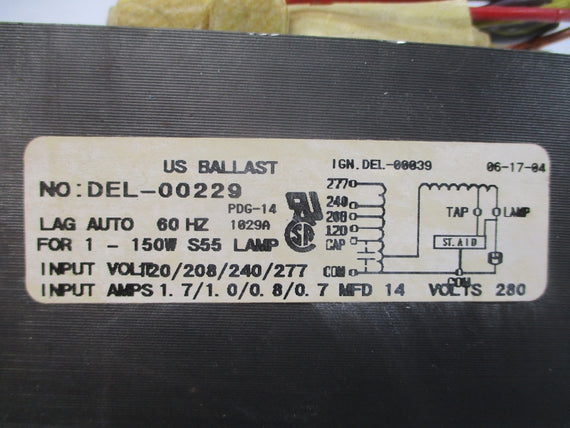 US BALLAST
IGN.DEL-00039
06-17-04
NO:DEL-00229
PDG-14
LAG AUTO 60 HZ 1029A
FOR 1 - 150W S55 LAMP
INPUT VOLT120/208/240/277
INPUT AMPS 1.7/1.0/0.8/0.7 MFD 14 VOLTS 280
277
240
208
120
CAP
COM
TAP LAMP
ST.AID
COM